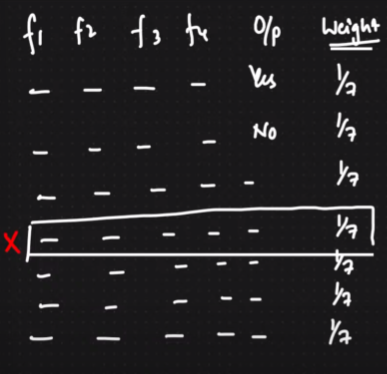 f1 f2 f3 f4 O/p Weight
— — — — Yes 1/7
— — — — No 1/7
— — — — - 1/7
X — — — — — 1/7
— — — — — 1/7
— — — — — 1/7
— — — — — 1/7